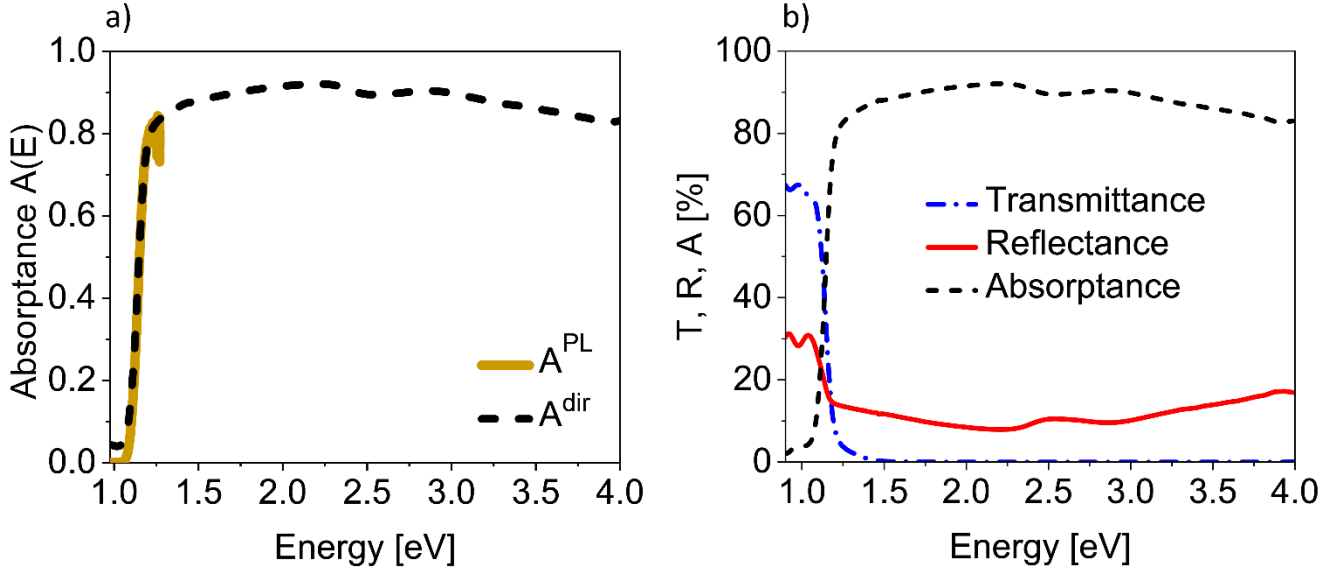 a)
Absorptance A(E)
1.0
0.8
0.6
0.4
0.2
0.0
A^PL
A^dir
1.0 1.5 2.0 2.5 3.0 3.5 4.0
Energy [eV]
b)
T, R, A [%]
100
80
60
40
20
0
Transmittance
Reflectance
Absorptance
1.0 1.5 2.0 2.5 3.0 3.5 4.0
Energy [eV]